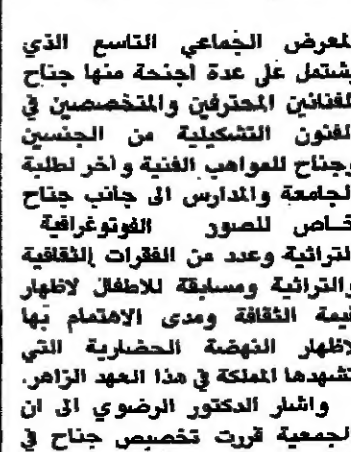 المعرض الجماعي التاسع الذي
يشتمل على عدة اجنحة منها جناح
الفنانين المحترفين والمتخصصين في
الفنون التشكيلية من الجنسين
وجناح للمواهب الفنية وآخر لطلبة
الجامعة والمدارس الى جانب جناح
خاص للصور الفوتوغرافية
التراثية وعدد من الفقرات الثقافية
والتراثية ومسابقة للاطفال لاظهار
قيمة الثقافة ومدى الاهتمام بها
لاظهار النهضة الحضارية التي
تشهدها المملكة في هذا العهد الزاهر.
واشار الدكتور الرضوي الى ان
الجمعية قررت تخصيص جناح في